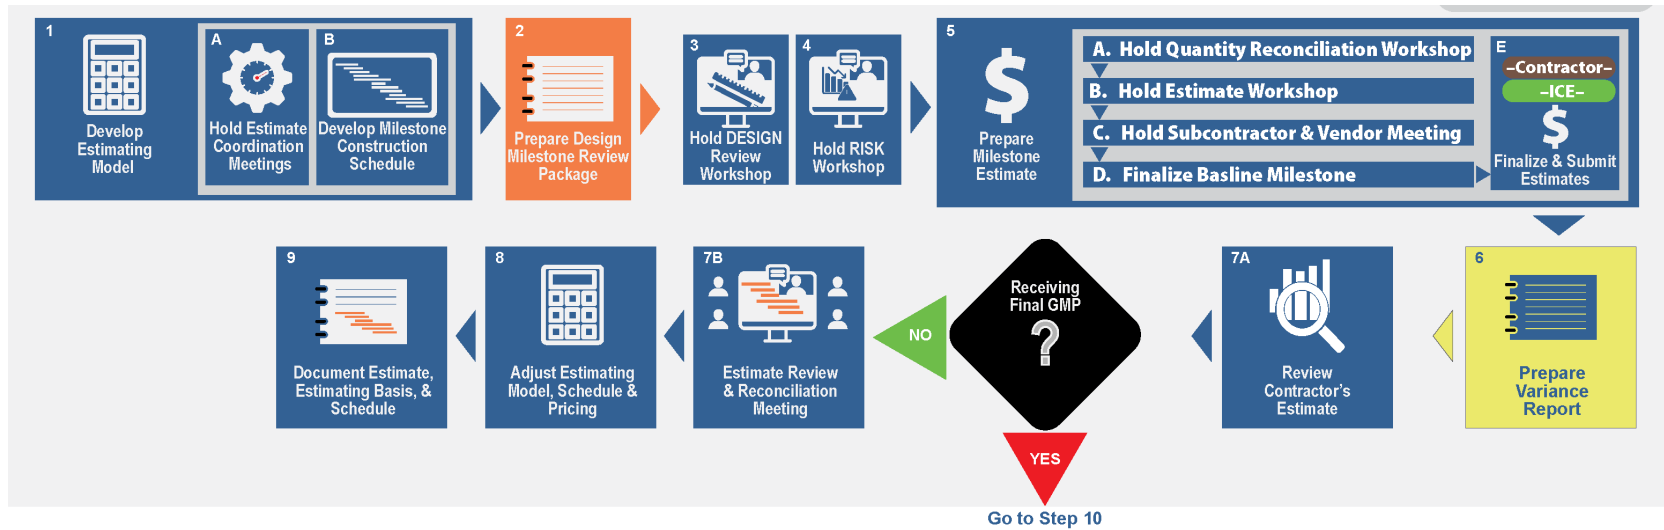 1
Develop
Estimating
Model
A
Hold Estimate
Coordination
Meetings
B
Develop Milestone
Construction
Schedule
2
Prepare Design
Milestone Review
Package
3
Hold DESIGN
Review
Workshop
4
Hold RISK
Workshop
5
Prepare
Milestone
Estimate
A. Hold Quantity Reconciliation Workshop
B. Hold Estimate Workshop
C. Hold Subcontractor & Vendor Meeting
D. Finalize Basline Milestone
E
–Contractor–
–ICE–
$
Finalize & Submit
Estimates
6
Prepare
Variance
Report
7A
Review
Contractor's
Estimate
Receiving
Final GMP
?
NO
YES
Go to Step 10
7B
Estimate Review
& Reconciliation
Meeting
8
Adjust Estimating
Model, Schedule &
Pricing
9
Document Estimate,
Estimating Basis, &
Schedule